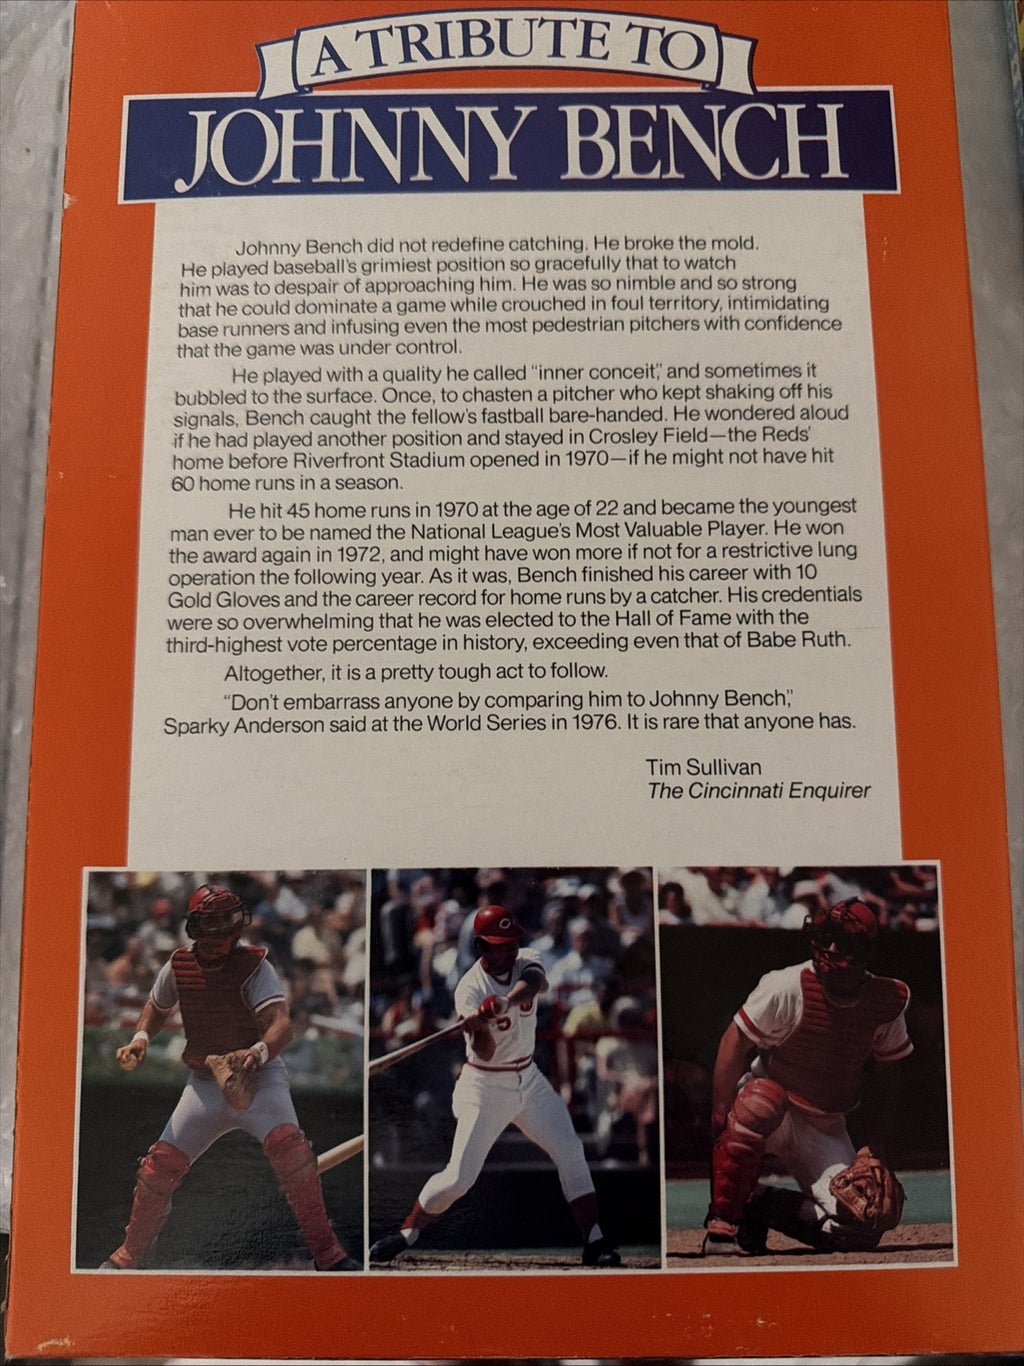 A TRIBUTE TO
JOHNNY BENCH
Johnny Bench did not redefine catching. He broke the mold.
He played baseball's grimiest position so gracefully that to watch
him was to despair of approaching him. He was so nimble and so strong
that he could dominate a game while crouched in foul territory, intimidating
base runners and infusing even the most pedestrian pitchers with confidence
that the game was under control.
He played with a quality he called "inner conceit," and sometimes it
bubbled to the surface. Once, to chasten a pitcher who kept shaking off his
signals, Bench caught the fellow's fastball bare-handed. He wondered aloud
if he had played another position and stayed in Crosley Field—the Reds'
home before Riverfront Stadium opened in 1970—if he might not have hit
60 home runs in a season.
He hit 45 home runs in 1970 at the age of 22 and became the youngest
man ever to be named the National League's Most Valuable Player. He won
the award again in 1972, and might have won more if not for a restrictive lung
operation the following year. As it was, Bench finished his career with 10
Gold Gloves and the career record for home runs by a catcher. His credentials
were so overwhelming that he was elected to the Hall of Fame with the
third-highest vote percentage in history, exceeding even that of Babe Ruth.
Altogether, it is a pretty tough act to follow.
"Don't embarrass anyone by comparing him to Johnny Bench,"
Sparky Anderson said at the World Series in 1976. It is rare that anyone has.
Tim Sullivan
The Cincinnati Enquirer
C
5